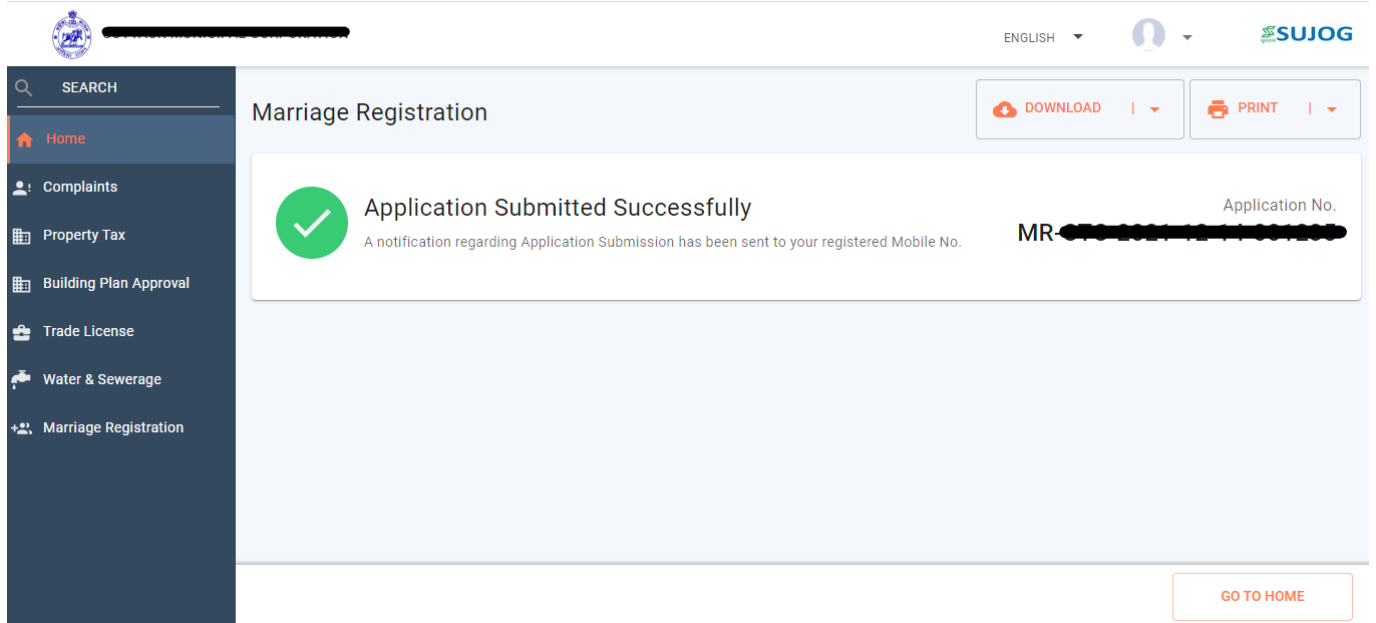 ENGLISH
SUJOG
SEARCH
Marriage Registration
DOWNLOAD
PRINT
Home
Application Submitted Successfully
A notification regarding Application Submission has been sent to your registered Mobile No.
Application No.
MR-
Complaints
Property Tax
Building Plan Approval
Trade License
Water & Sewerage
Marriage Registration
GO TO HOME